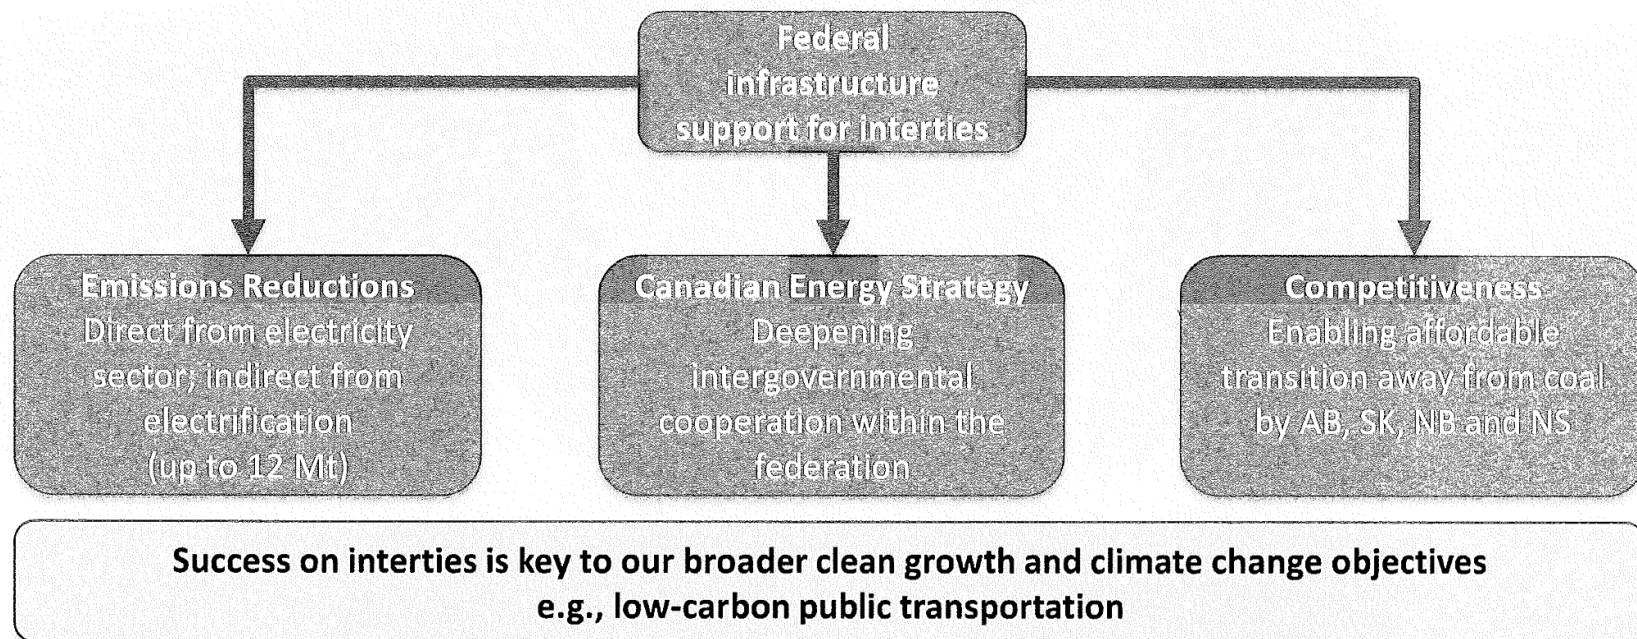 Federal
infrastructure
support for interties
Emissions Reductions
Direct from electricity
sector; indirect from
electrification
(up to 12 Mt)
Canadian Energy Strategy
Deepening
intergovernmental
cooperation within the
federation
Competitiveness
Enabling affordable
transition away from coal
by AB, SK, NB and NS
Success on interties is key to our broader clean growth and climate change objectives
e.g., low-carbon public transportation